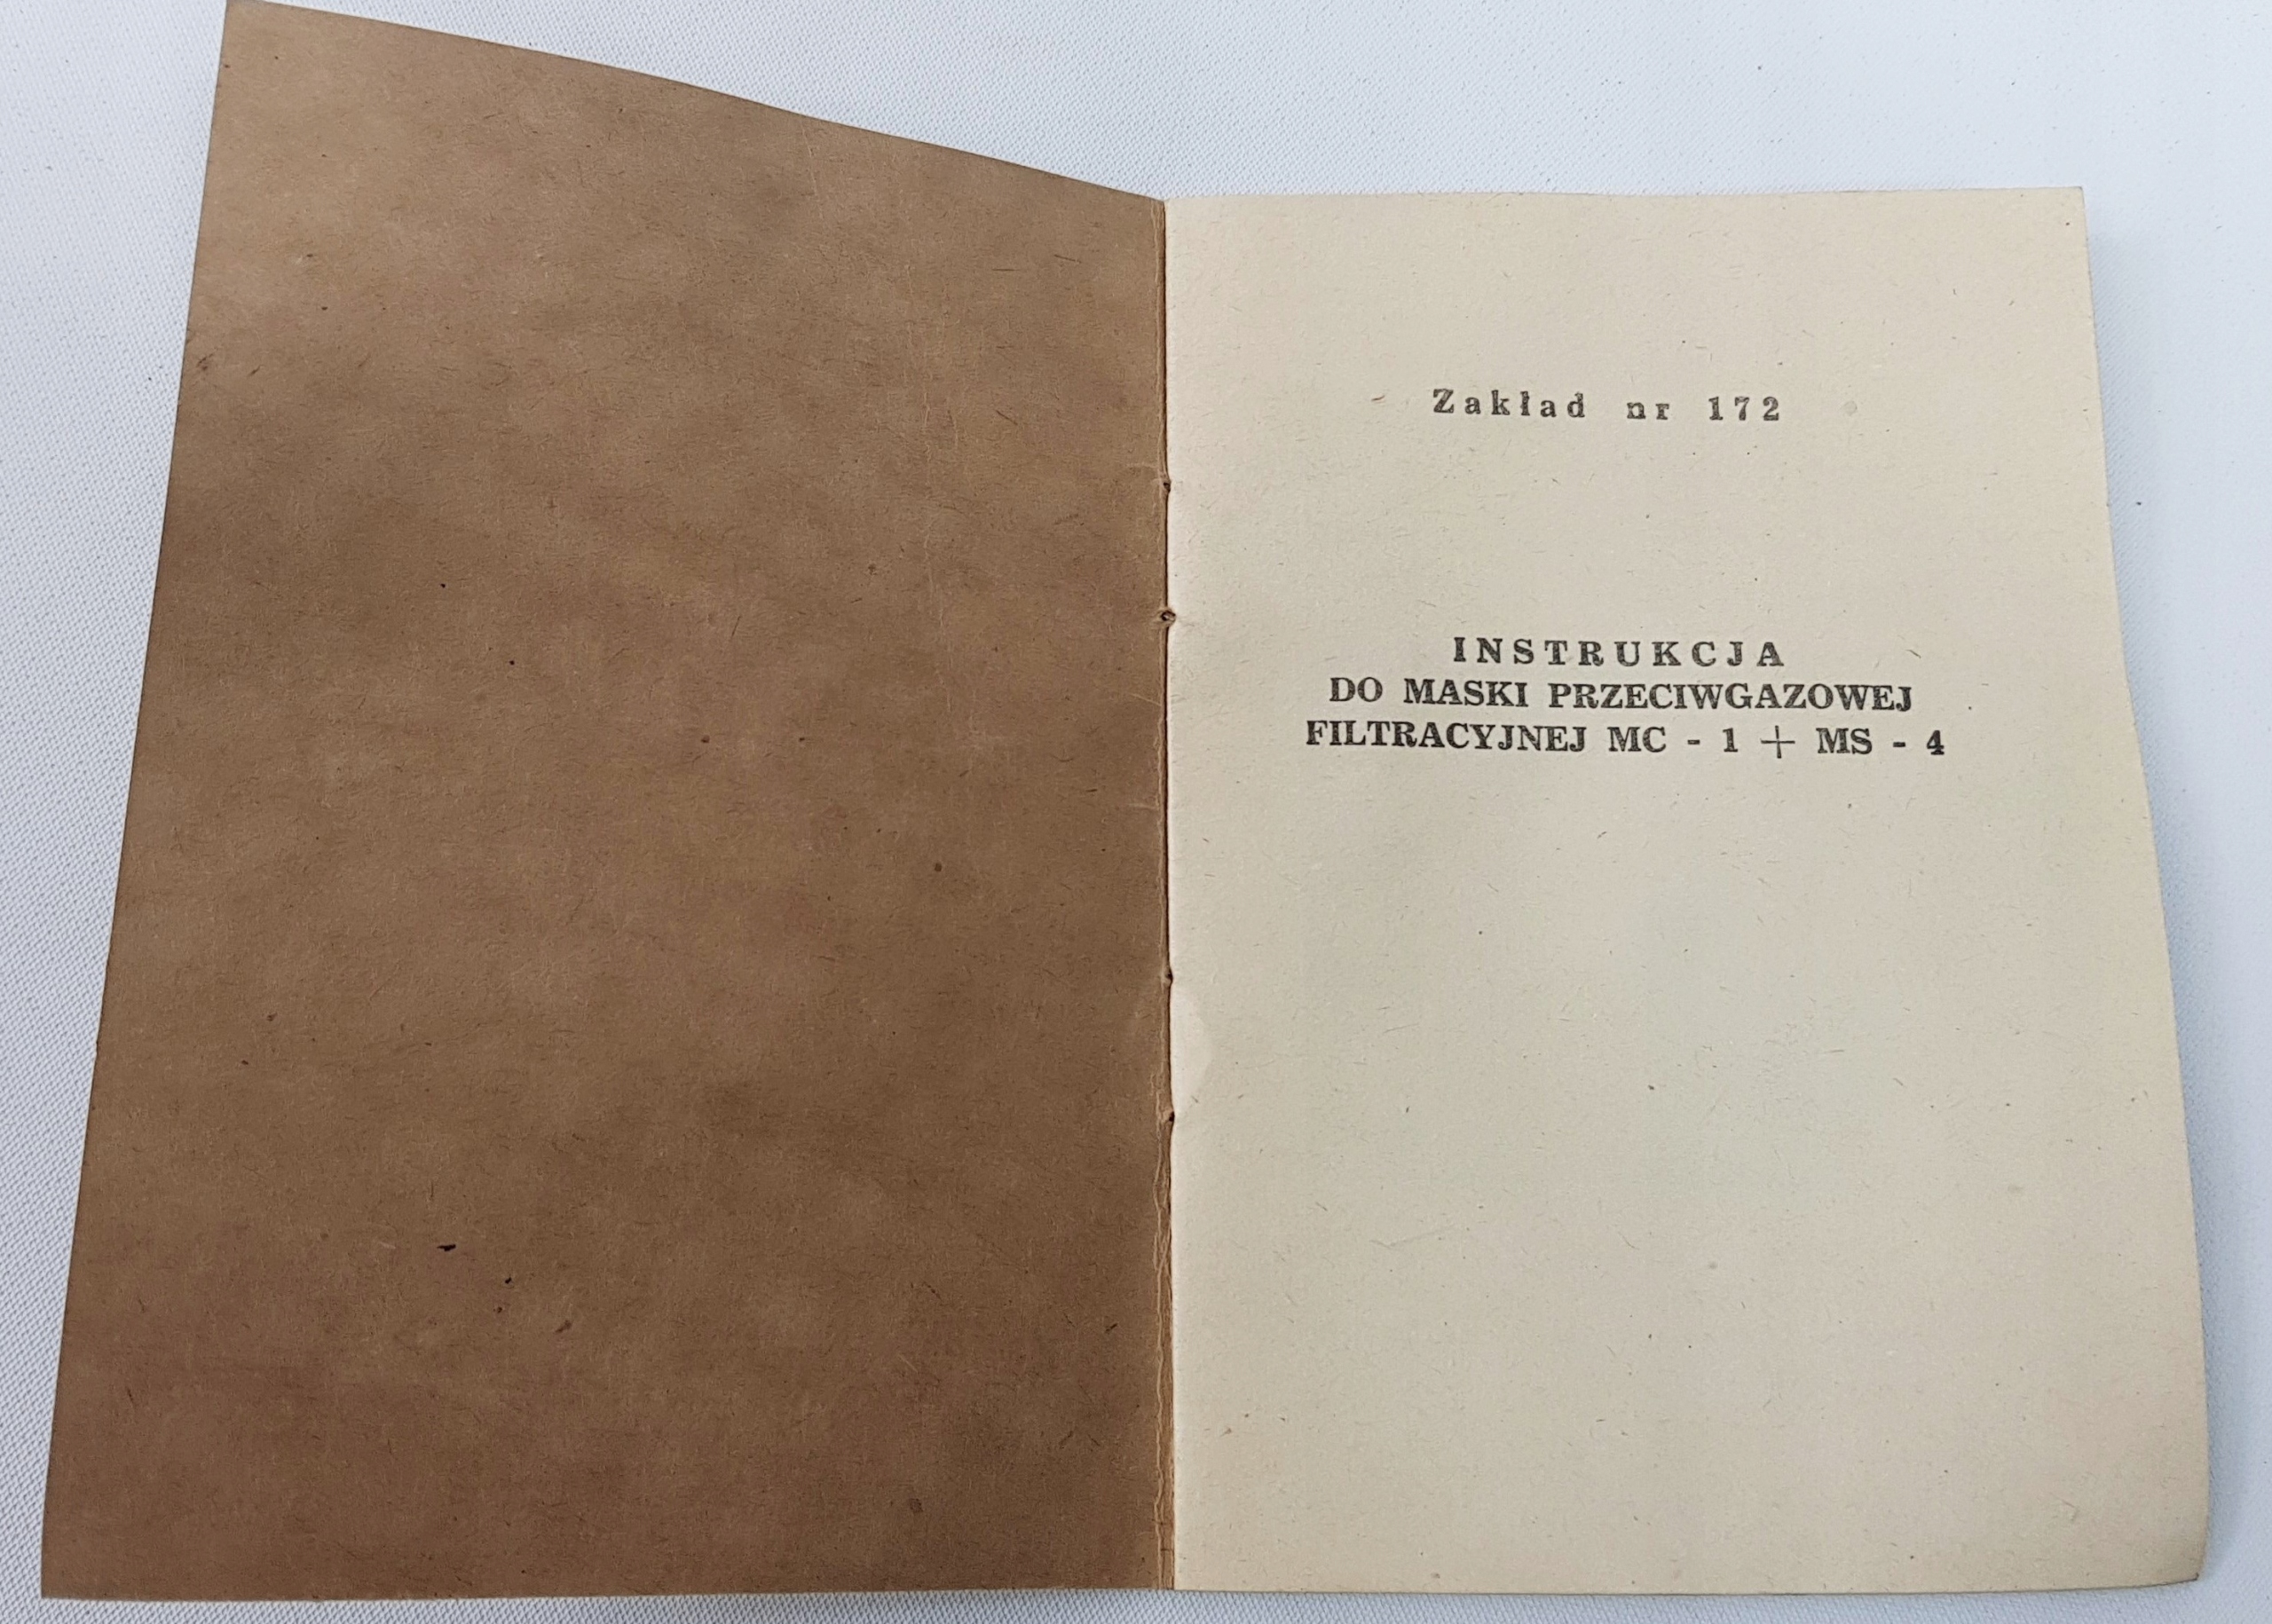 Zakład nr 172
INSTRUKCJA
DO MASKI PRZECIWGAZOWEJ
FILTRACYJNEJ MC - 1 + MS - 4